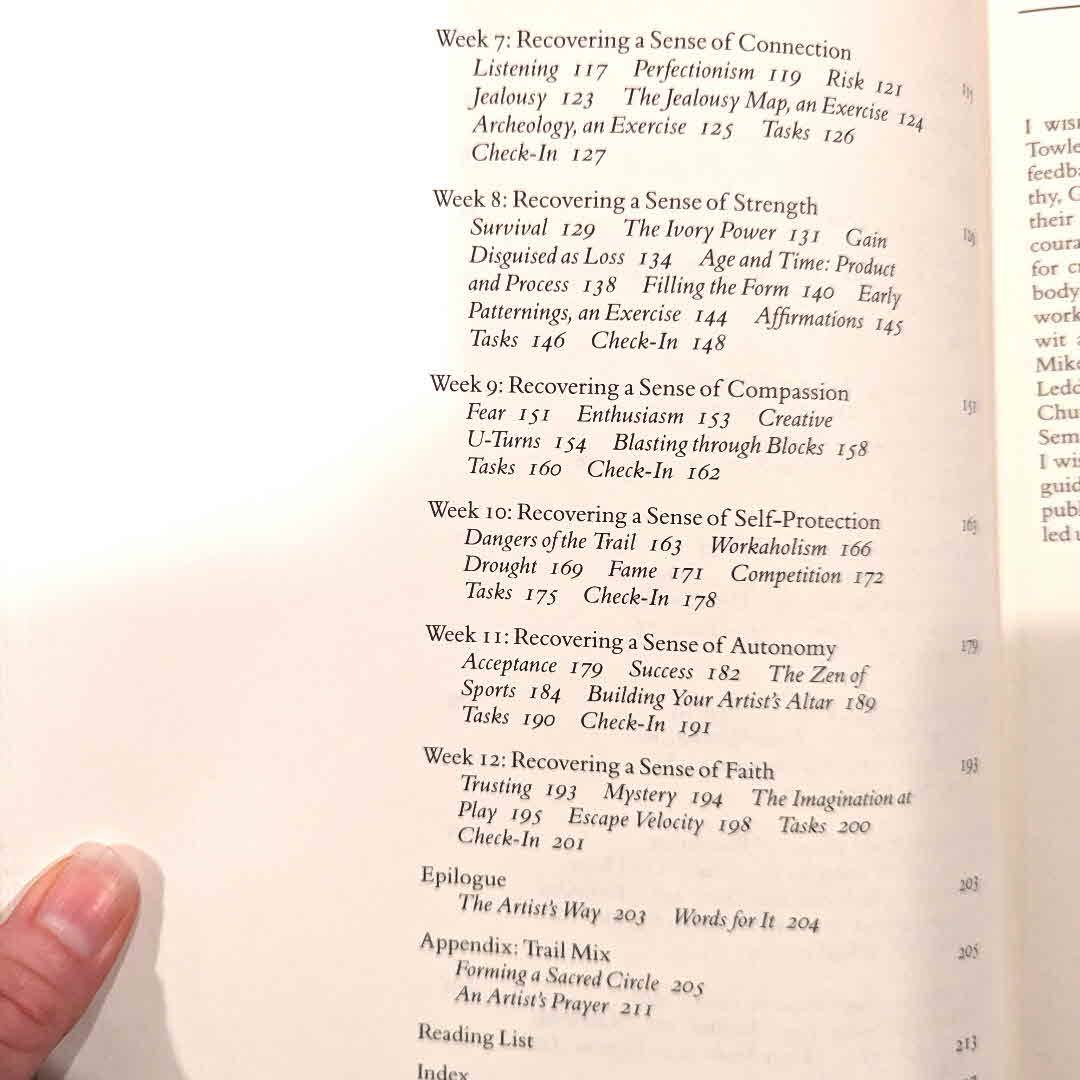 Week 7: Recovering a Sense of Connection
Listening 117 Perfectionism 119 Risk 121
Jealousy 123 The Jealousy Map, an Exercise 124
Archeology, an Exercise 125 Tasks 126
Check-In 127
Week 8: Recovering a Sense of Strength
Survival 129 The Ivory Power 131 Gain
Disguised as Loss 134 Age and Time: Product
and Process 138 Filling the Form 140 Early
Patternings, an Exercise 144 Affirmations 145
Tasks 146 Check-In 148
Week 9: Recovering a Sense of Compassion 151
Fear 151 Enthusiasm 153 Creative
U-Turns 154 Blasting through Blocks 158
Tasks 160 Check-In 162
Week 10: Recovering a Sense of Self-Protection 163
Dangers of the Trail 163 Workaholism 166
Drought 169 Fame 171 Competition 172
Tasks 175 Check-In 178
Week 11: Recovering a Sense of Autonomy 179
Acceptance 179 Success 182 The Zen of
Sports 184 Building Your Artist's Altar 189
Tasks 190 Check-In 191
Week 12: Recovering a Sense of Faith 193
Trusting 193 Mystery 194 The Imagination at
Play 195 Escape Velocity 198 Tasks 200
Check-In 201
Epilogue 203
The Artist's Way 203 Words for It 204
Appendix: Trail Mix 205
Forming a Sacred Circle 205
An Artist's Prayer 211
Reading List 213
Index
I
feedba
thy, G
their
coura
for
body
work
wit
Mike
Ledd
Chu
Sem
I
guid
publ
led